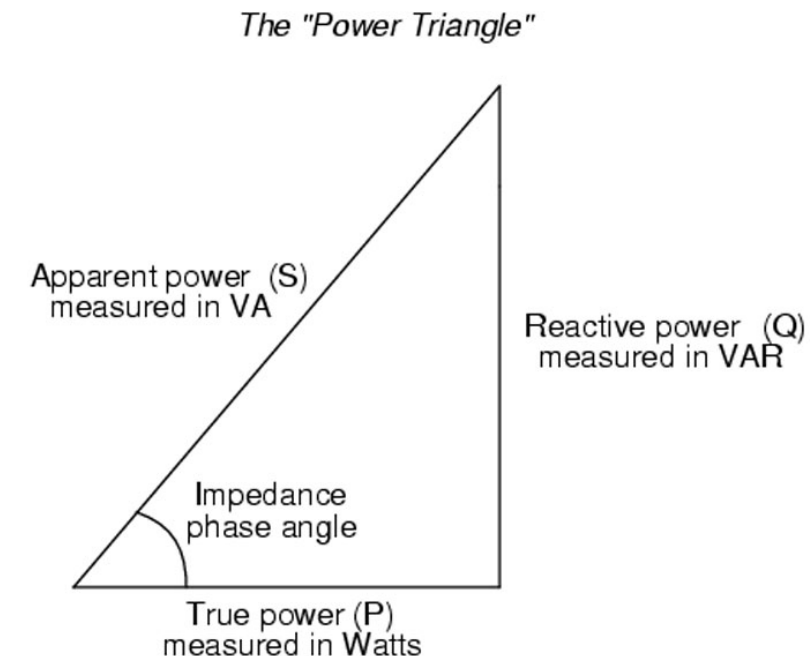 The "Power Triangle"
Apparent power (S)
measured in VA
Reactive power (Q)
measured in VAR
Impedance
phase angle
True power (P)
measured in Watts